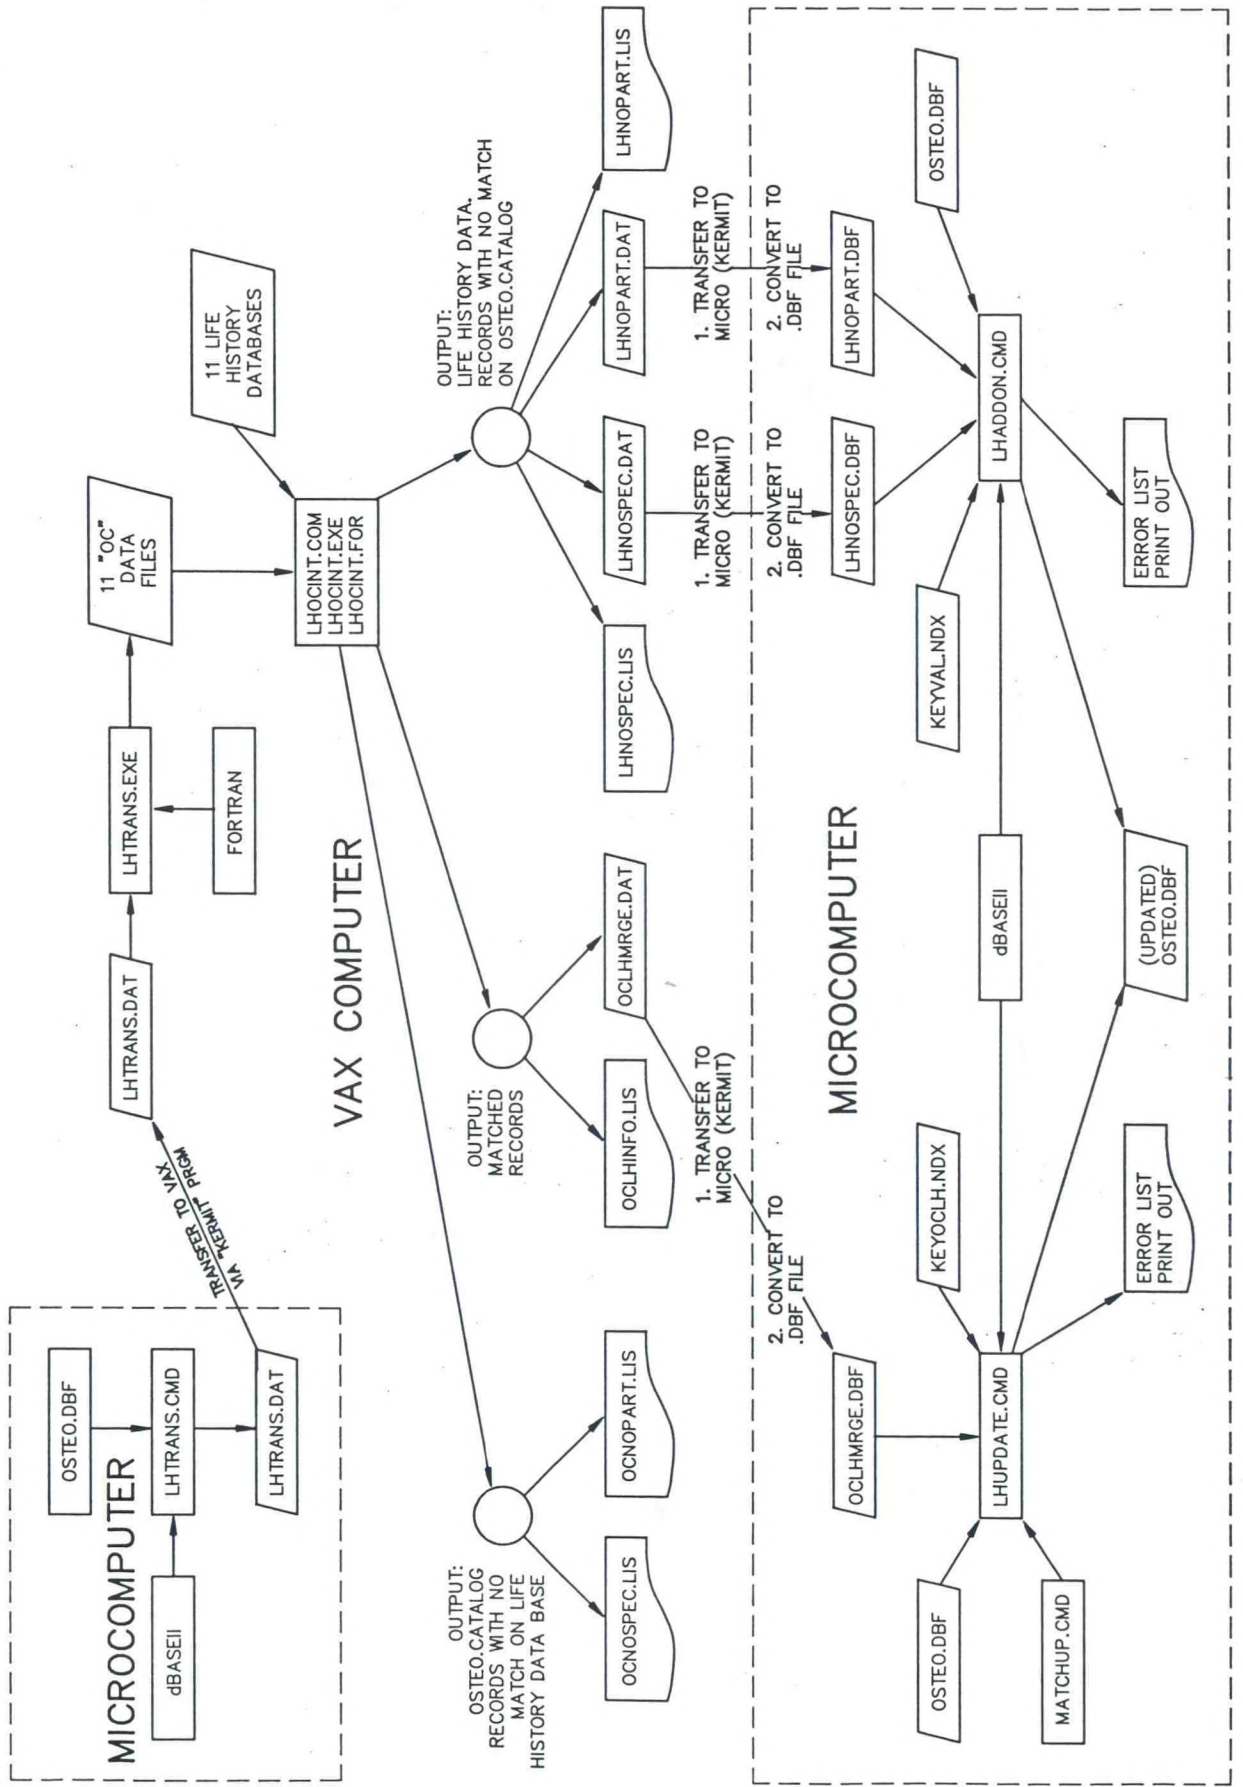 MICROCOMPUTER
dBASEII
OSTEO.DBF
LHTRANS.CMD
LHTRANS.DAT
TRANSFER TO VAX
VIA "KERMIT" PRGM
LHTRANS.DAT
LHTRANS.EXE
FORTRAN
11 "OC"
DATA
FILES
11 LIFE
HISTORY
DATABASES
VAX COMPUTER
LHOCINT.COM
LHOCINT.EXE
LHOCINT.FOR
OUTPUT:
OSTEO.CATALOG
RECORDS WITH NO
MATCH ON LIFE
HISTORY DATA BASE
OUTPUT:
MATCHED
RECORDS
OUTPUT:
LIFE HISTORY DATA.
RECORDS WITH NO MATCH
ON OSTEO.CATALOG
OCNOSPEC.LIS
OCNOPART.LIS
OCLHINFO.LIS
OCLHMRGE.DAT
LHNOSPEC.LIS
LHNOSPEC.DAT
LHNOPART.DAT
LHNOPART.LIS
1. TRANSFER TO
MICRO (KERMIT)
1. TRANSFER TO
MICRO (KERMIT)
1. TRANSFER TO
MICRO (KERMIT)
2. CONVERT TO
.DBF FILE
2. CONVERT TO
.DBF FILE
2. CONVERT TO
.DBF FILE
MICROCOMPUTER
OCLHMRGE.DBF
LHNOSPEC.DBF
LHNOPART.DBF
OSTEO.DBF
KEYOCLH.NDX
KEYVAL.NDX
OSTEO.DBF
LHUPDATE.CMD
dBASEII
LHADDON.CMD
MATCHUP.CMD
ERROR LIST
PRINT OUT
(UPDATED)
OSTEO.DBF
ERROR LIST
PRINT OUT